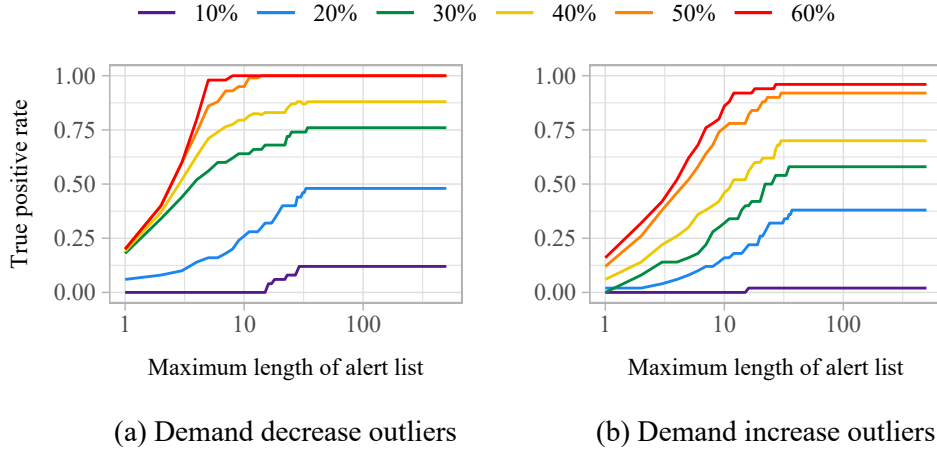 10% 20% 30% 40% 50% 60%
True positive rate
1.00
0.75
0.50
0.25
0.00
1 10 100
Maximum length of alert list
(a) Demand decrease outliers
1.00
0.75
0.50
0.25
0.00
1 10 100
Maximum length of alert list
(b) Demand increase outliers